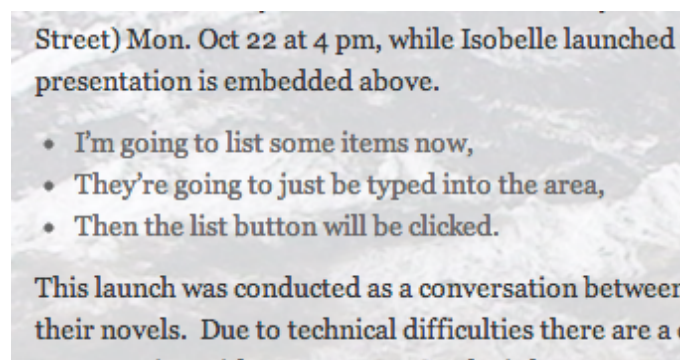 Street) Mon. Oct 22 at 4 pm, while Isobelle launched
presentation is embedded above.
• I'm going to list some items now,
• They're going to just be typed into the area,
• Then the list button will be clicked.
This launch was conducted as a conversation between
their novels.  Due to technical difficulties there are a